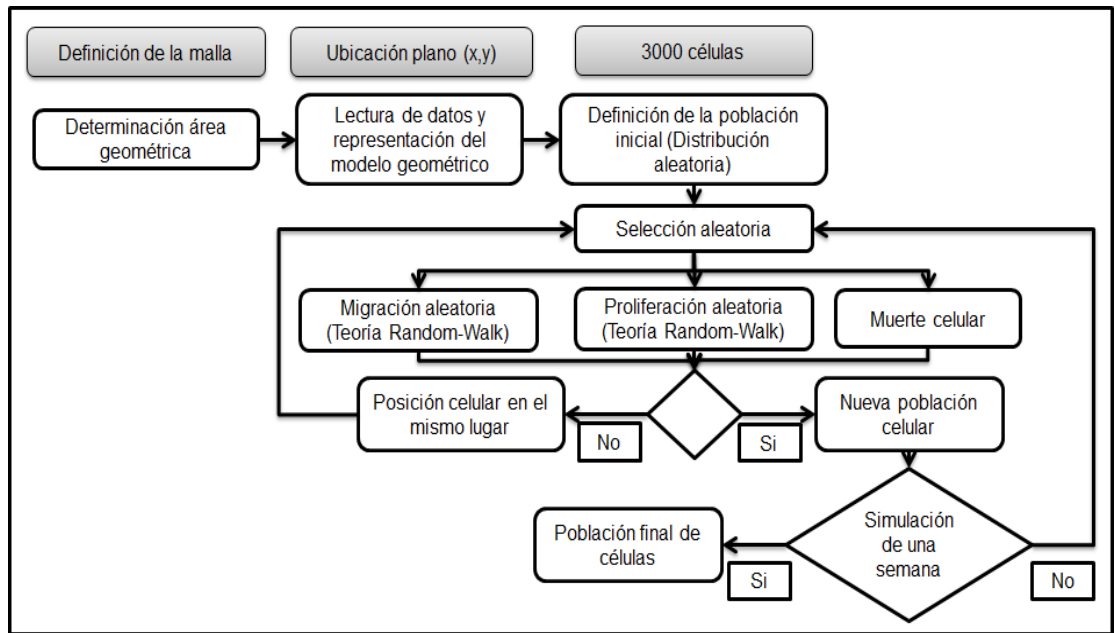 Definición de la malla
Ubicación plano (x,y)
3000 células
Determinación área
geométrica
Lectura de datos y
representación del
modelo geométrico
Definición de la población
inicial (Distribución
aleatoria)
Selección aleatoria
Migración aleatoria
(Teoría Random-Walk)
Proliferación aleatoria
(Teoría Random-Walk)
Muerte celular
Posición celular en el
mismo lugar
No
Si
Nueva población
celular
Población final de
células
Si
Simulación
de una
semana
No